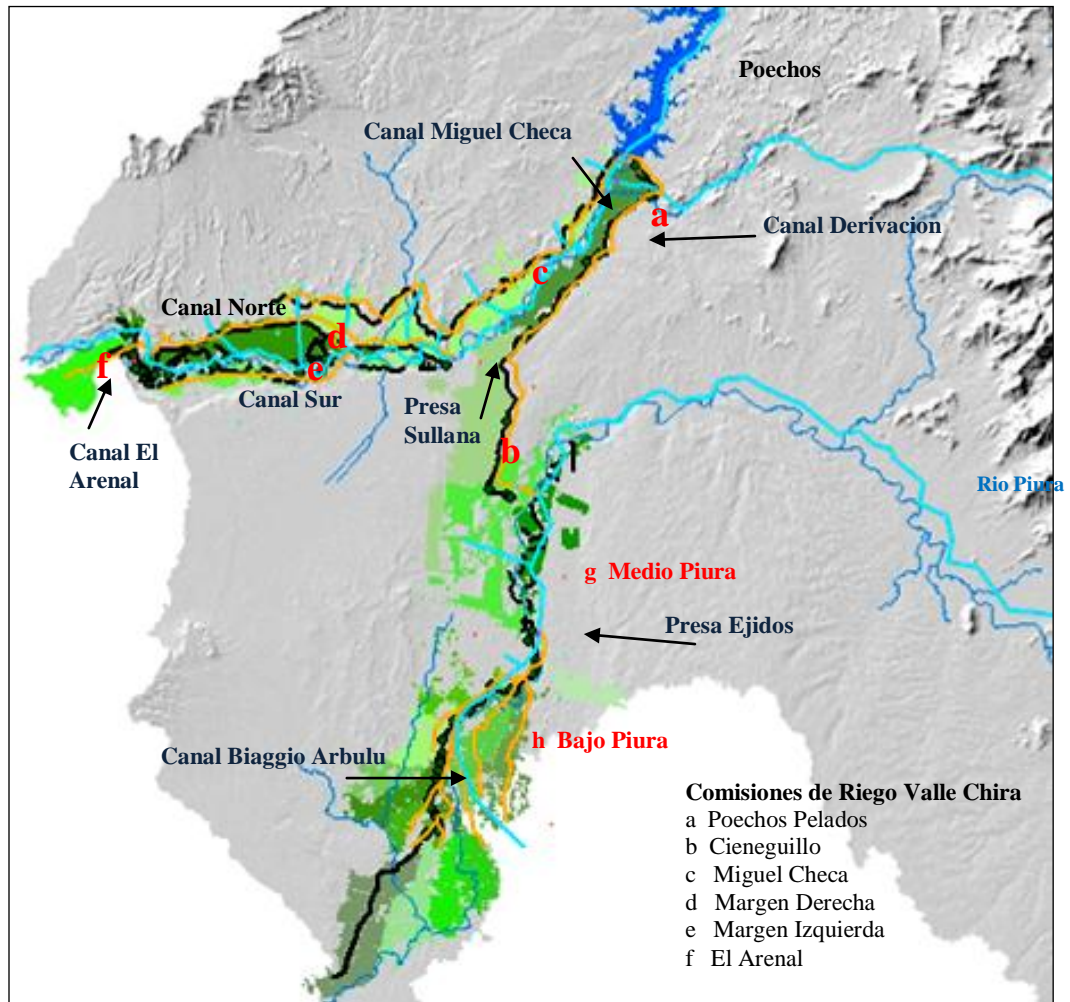 Poechos
Canal Miguel Checa
a
Canal Derivacion
c
Canal Norte
d
f
e
Canal Sur
Presa
Sullana
Canal El
Arenal
b
Rio Piura
g Medio Piura
Presa Ejidos
h Bajo Piura
Canal Biaggio Arbulu
Comisiones de Riego Valle Chira
a Poechos Pelados
b Cieneguillo
c Miguel Checa
d Margen Derecha
e Margen Izquierda
f El Arenal